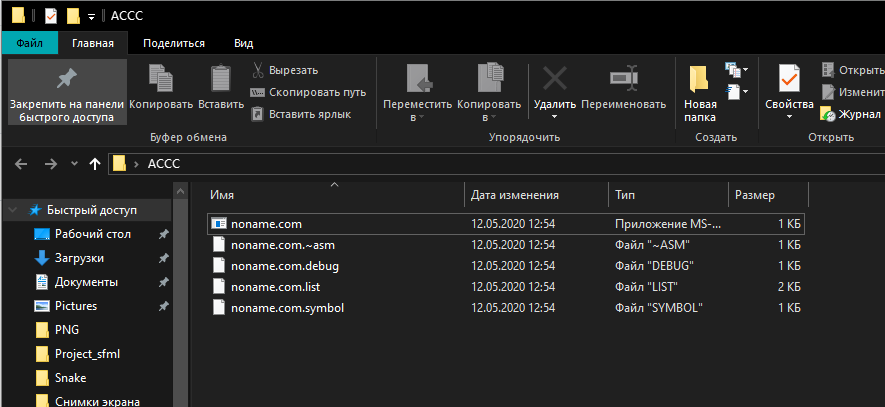 ACCC
Файл Главная Поделиться Вид
Закрепить на панели быстрого доступа
Копировать
Вставить
Вырезать
Скопировать путь
Вставить ярлык
Буфер обмена
Переместить в
Копировать в
Удалить
Переименовать
Упорядочить
Новая папка
Создать
Свойства
Открыть
Изменит
Журнал
Открыть
ACCC
Имя Дата изменения Тип Размер
Быстрый доступ
Рабочий стол
Загрузки
Документы
Pictures
PNG
Project_sfml
Snake
Снимки экрана
noname.com 12.05.2020 12:54 Приложение MS-... 1 КБ
noname.com.~asm 12.05.2020 12:54 Файл "~ASM" 1 КБ
noname.com.debug 12.05.2020 12:54 Файл "DEBUG" 1 КБ
noname.com.list 12.05.2020 12:54 Файл "LIST" 2 КБ
noname.com.symbol 12.05.2020 12:54 Файл "SYMBOL" 1 КБ